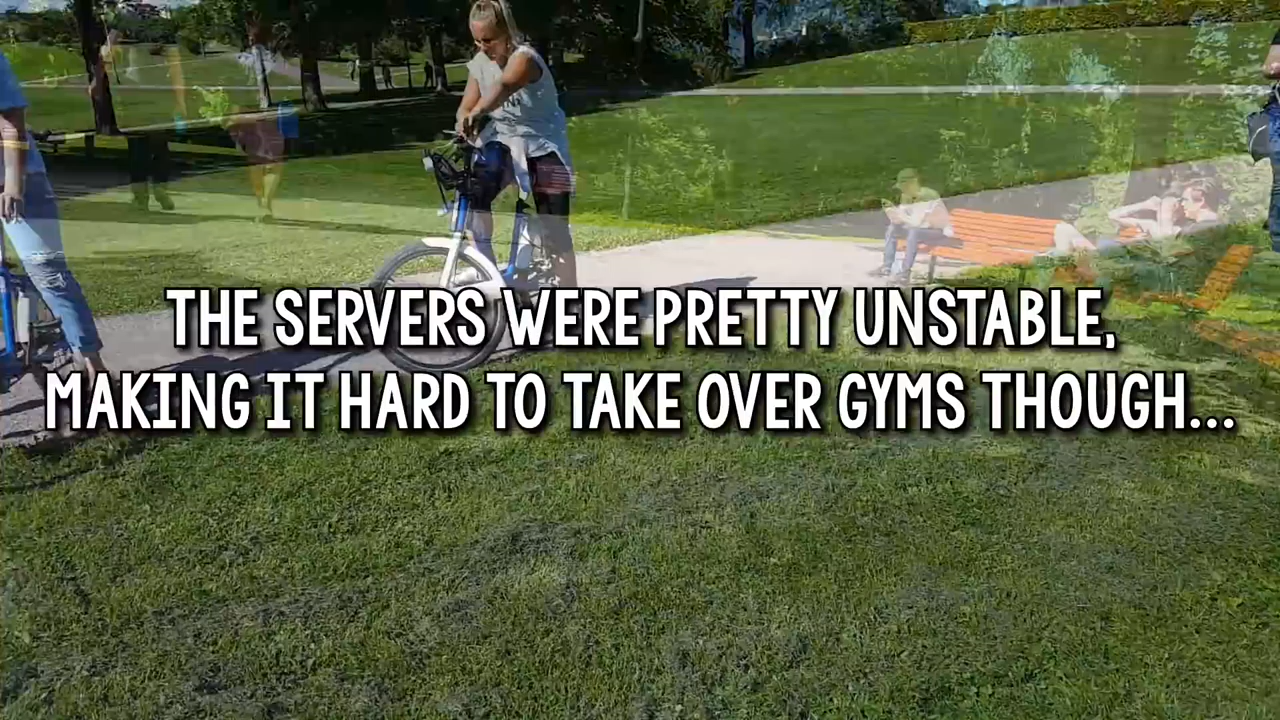 THE SERVERS WERE PRETTY UNSTABLE,
MAKING IT HARD TO TAKE OVER GYMS THOUGH...